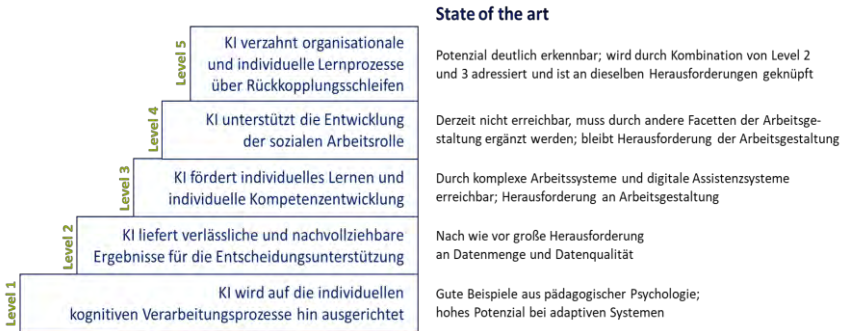 State of the art
Level 5
KI verzahnt organisationale
und individuelle Lernprozesse
über Rückkopplungsschleifen
Potenzial deutlich erkennbar; wird durch Kombination von Level 2
und 3 adressiert und ist an dieselben Herausforderungen geknüpft
Level 4
KI unterstützt die Entwicklung
der sozialen Arbeitsrolle
Derzeit nicht erreichbar, muss durch andere Facetten der Arbeitsge-
staltung ergänzt werden; bleibt Herausforderung der Arbeitsgestaltung
Level 3
KI fördert individuelles Lernen und
individuelle Kompetenzentwicklung
Durch komplexe Arbeitssysteme und digitale Assistenzsysteme
erreichbar; Herausforderung an Arbeitsgestaltung
Level 2
KI liefert verlässliche und nachvollziehbare
Ergebnisse für die Entscheidungsunterstützung
Nach wie vor große Herausforderung
an Datenmenge und Datenqualität
Level 1
KI wird auf die individuellen
kognitiven Verarbeitungsprozesse hin ausgerichtet
Gute Beispiele aus pädagogischer Psychologie;
hohes Potenzial bei adaptiven Systemen